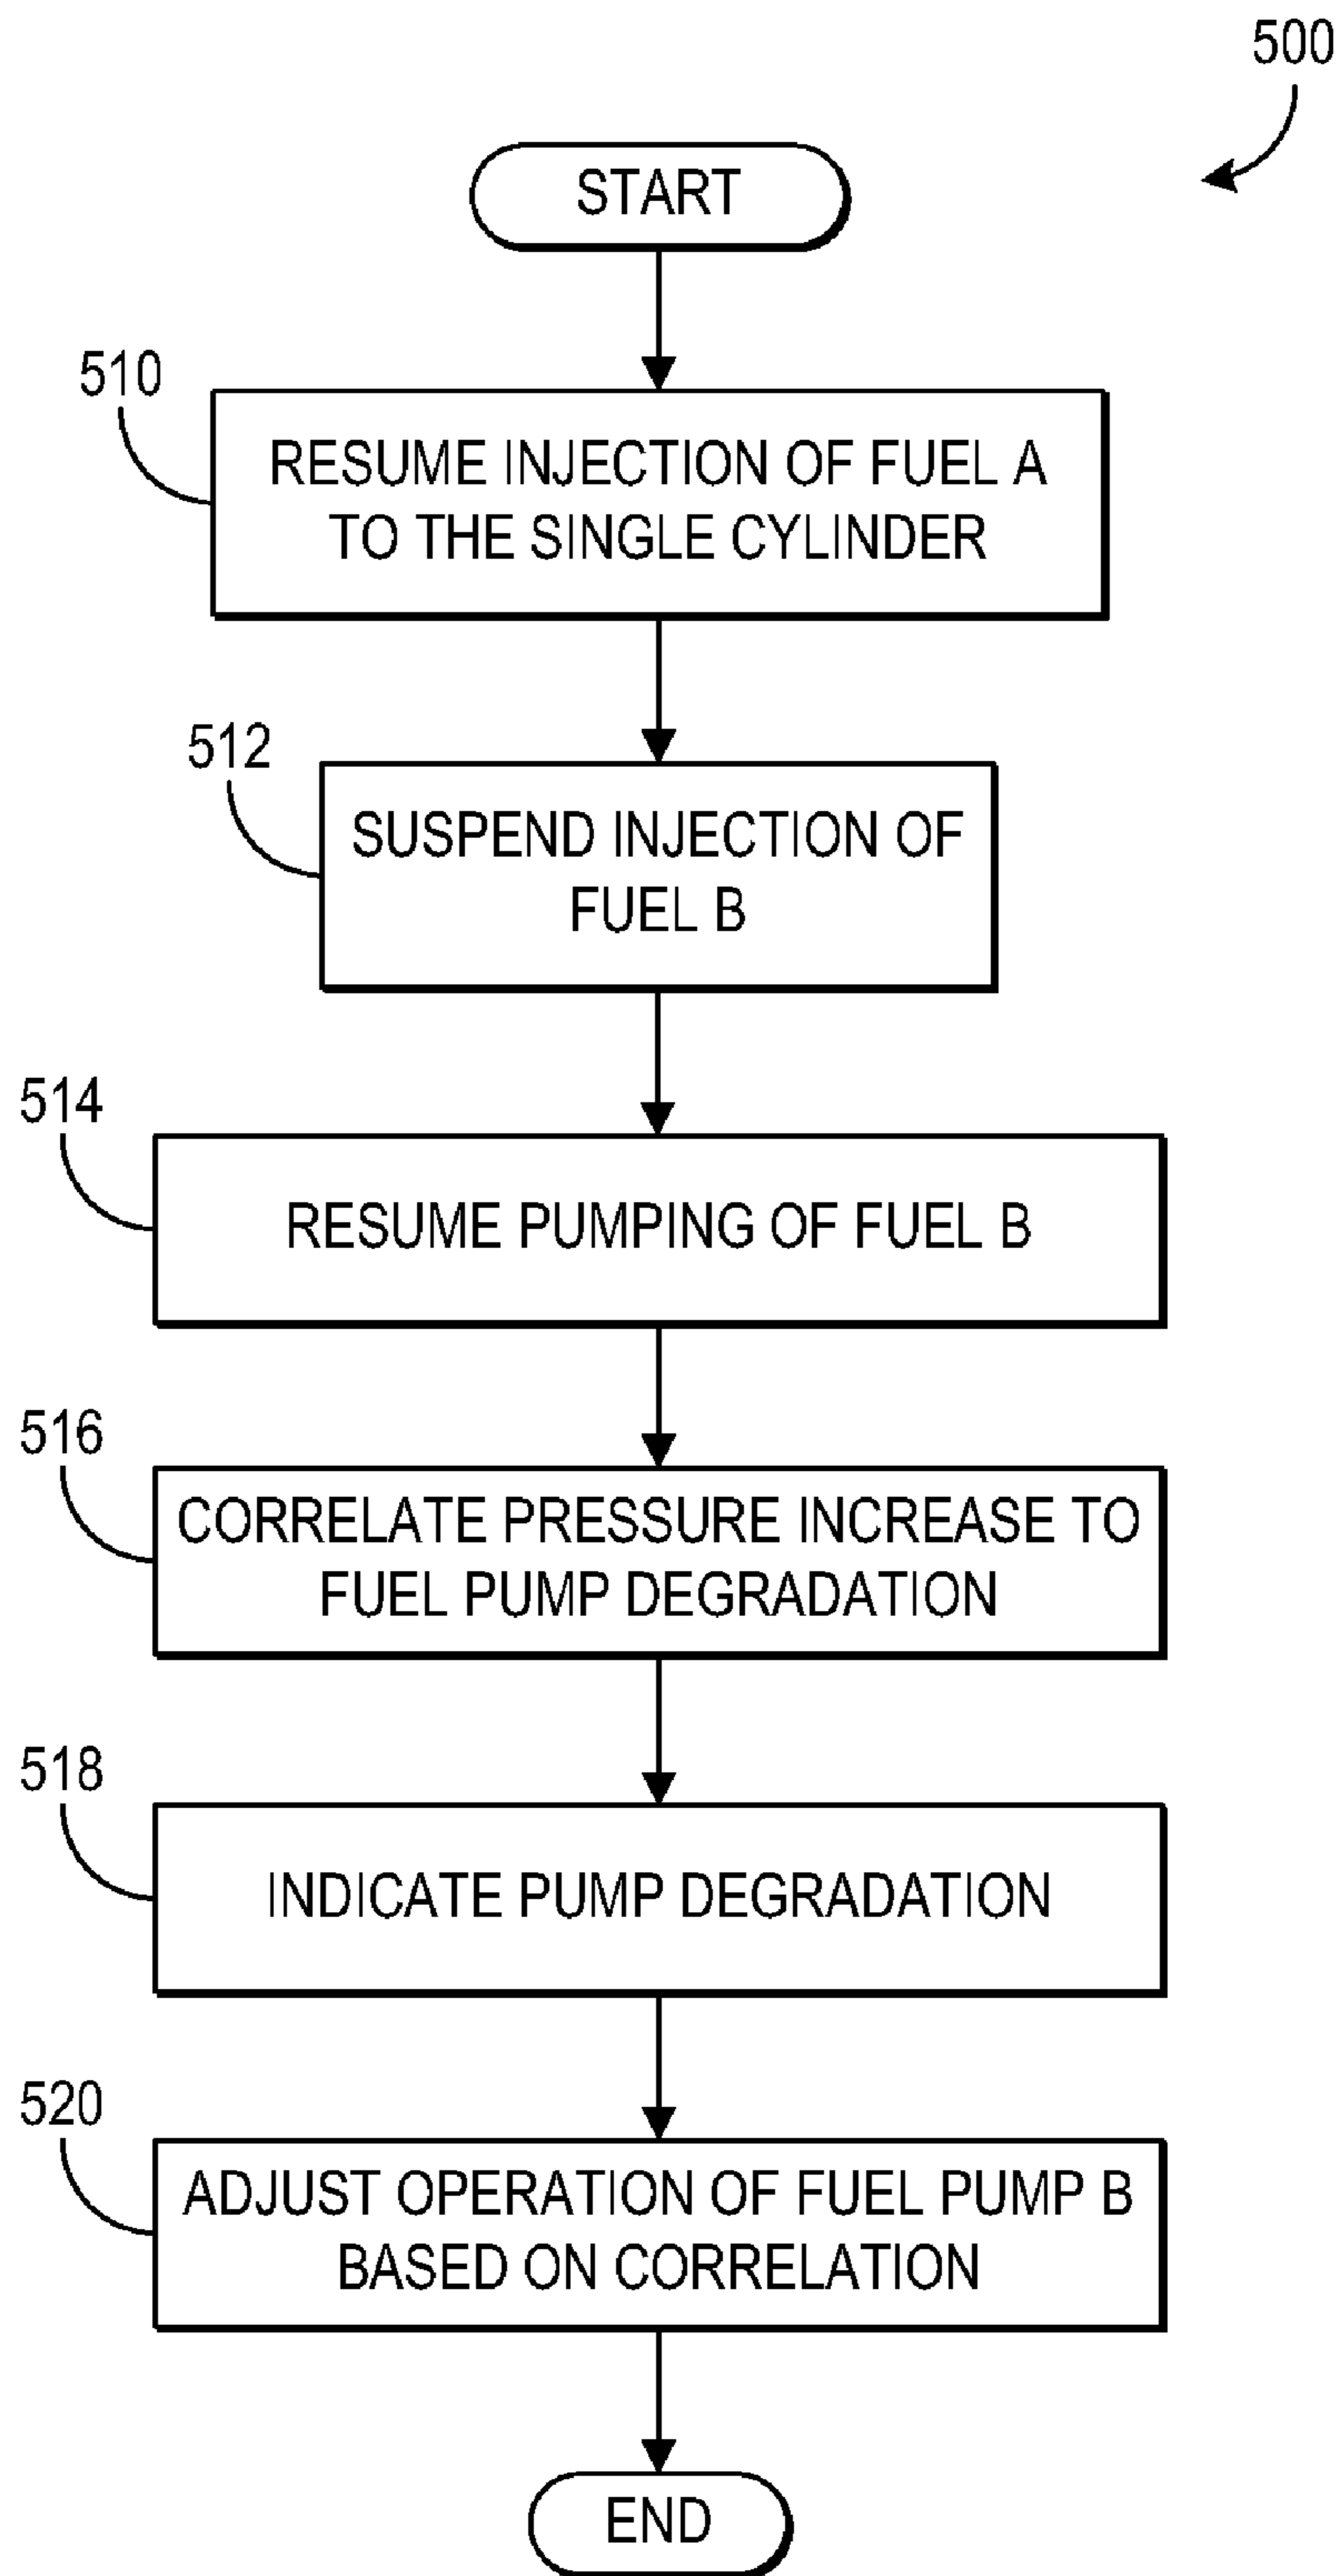 500
START
510
RESUME INJECTION OF FUEL A
TO THE SINGLE CYLINDER
512
SUSPEND INJECTION OF
FUEL B
514
RESUME PUMPING OF FUEL B
516
CORRELATE PRESSURE INCREASE TO
FUEL PUMP DEGRADATION
518
INDICATE PUMP DEGRADATION
520
ADJUST OPERATION OF FUEL PUMP B
BASED ON CORRELATION
END